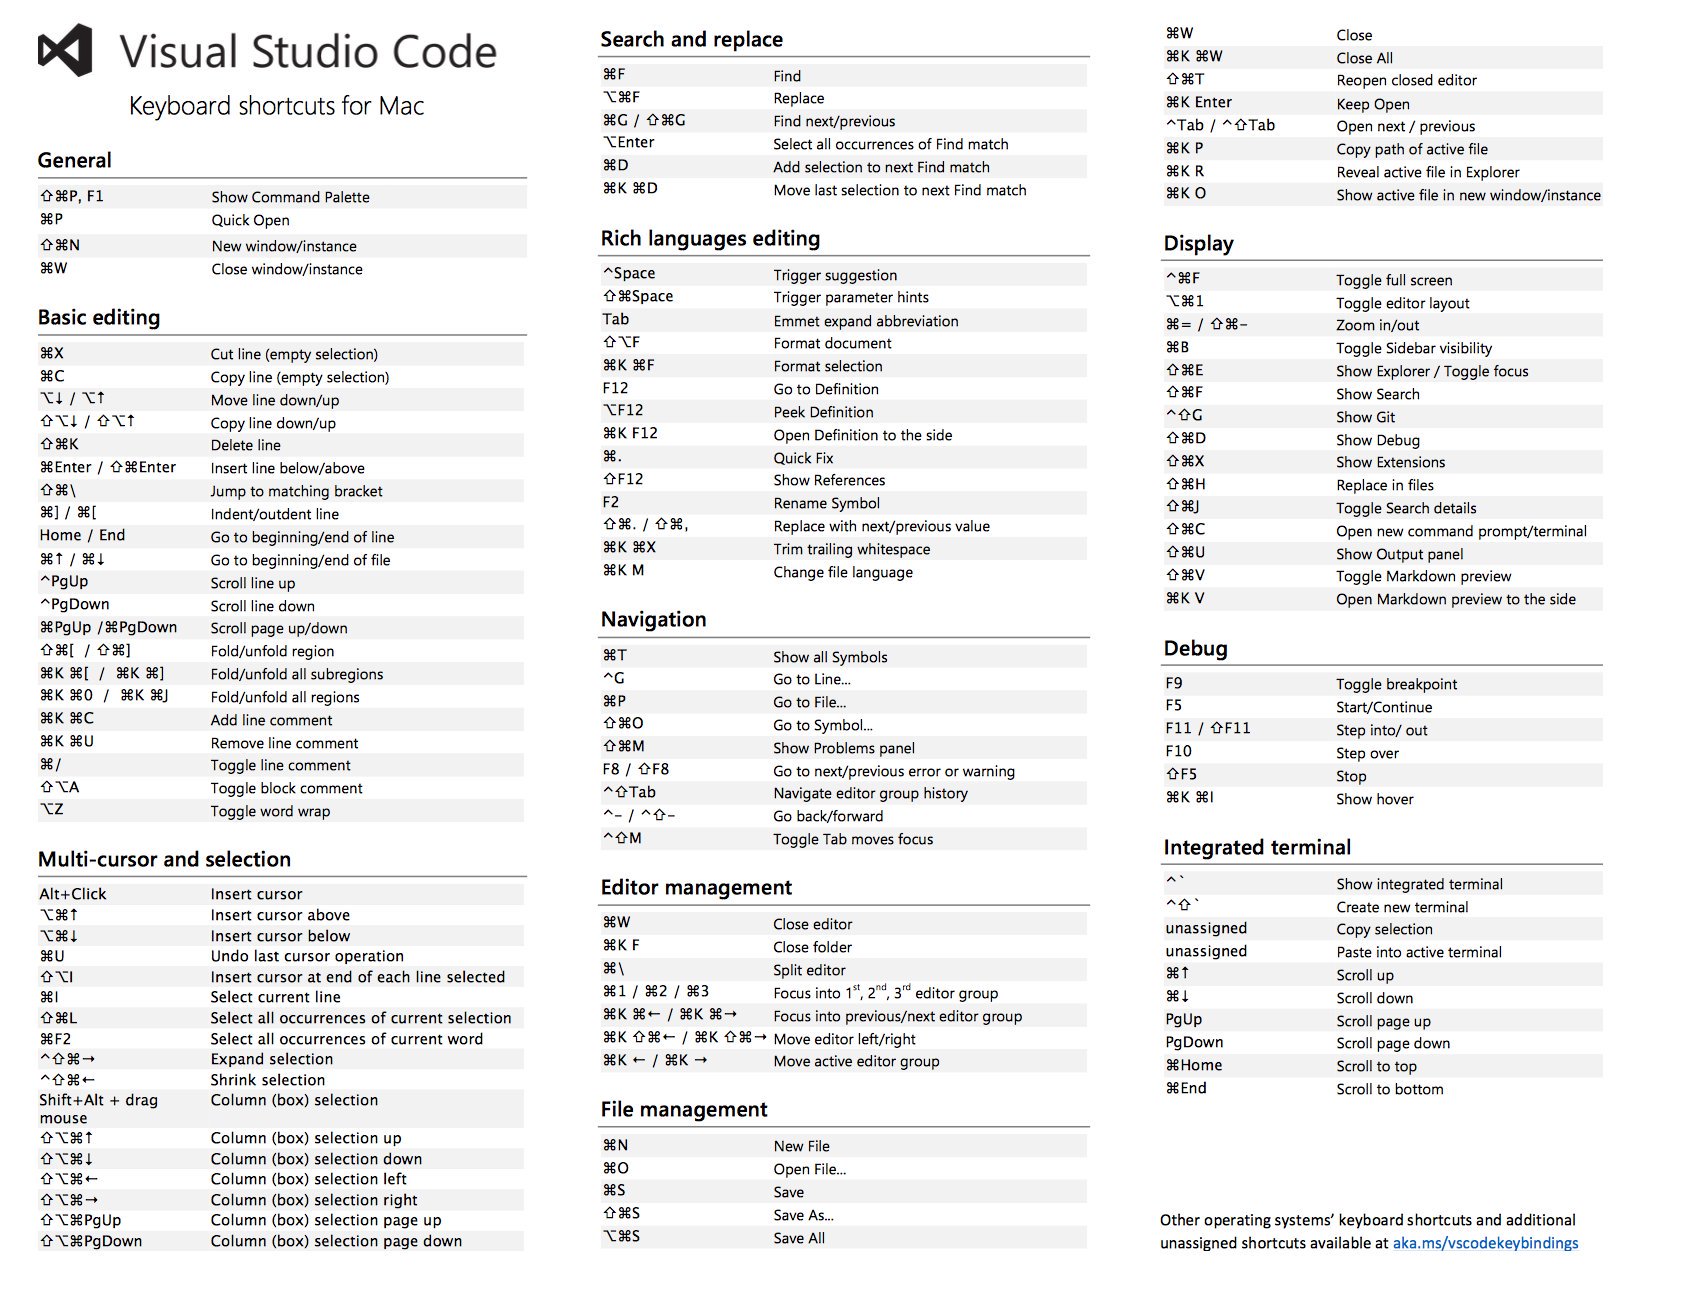 Visual Studio Code
Keyboard shortcuts for Mac
General
⇧⌘P, F1 Show Command Palette
⌘P Quick Open
⇧⌘N New window/instance
⌘W Close window/instance
Basic editing
⌘X Cut line (empty selection)
⌘C Copy line (empty selection)
⌥↓ / ⌥↑ Move line down/up
⇧⌥↓ / ⇧⌥↑ Copy line down/up
⇧⌘K Delete line
⌘Enter / ⇧⌘Enter Insert line below/above
⇧⌘\ Jump to matching bracket
⌘] / ⌘[ Indent/outdent line
Home / End Go to beginning/end of line
⌘↑ / ⌘↓ Go to beginning/end of file
⌃PgUp Scroll line up
⌃PgDown Scroll line down
⌘PgUp /⌘PgDown Scroll page up/down
⇧⌘[ / ⇧⌘] Fold/unfold region
⌘K ⌘[ / ⌘K ⌘] Fold/unfold all subregions
⌘K ⌘0 / ⌘K ⌘J Fold/unfold all regions
⌘K ⌘C Add line comment
⌘K ⌘U Remove line comment
⌘/ Toggle line comment
⇧⌥A Toggle block comment
⌥Z Toggle word wrap
Multi-cursor and selection
Alt+Click Insert cursor
⌥⌘↑ Insert cursor above
⌥⌘↓ Insert cursor below
⌘U Undo last cursor operation
⇧⌥I Insert cursor at end of each line selected
⌘I Select current line
⇧⌘L Select all occurrences of current selection
⌘F2 Select all occurrences of current word
⌃⇧⌘→ Expand selection
⌃⇧⌘← Shrink selection
Shift+Alt + drag Column (box) selection
mouse
⇧⌥⌘↑ Column (box) selection up
⇧⌥⌘↓ Column (box) selection down
⇧⌥⌘← Column (box) selection left
⇧⌥⌘→ Column (box) selection right
⇧⌥⌘PgUp Column (box) selection page up
⇧⌥⌘PgDown Column (box) selection page down
Search and replace
⌘F Find
⌥⌘F Replace
⌘G / ⇧⌘G Find next/previous
⌥Enter Select all occurrences of Find match
⌘D Add selection to next Find match
⌘K ⌘D Move last selection to next Find match
Rich languages editing
⌃Space Trigger suggestion
⇧⌘Space Trigger parameter hints
Tab Emmet expand abbreviation
⇧⌥F Format document
⌘K ⌘F Format selection
F12 Go to Definition
⌥F12 Peek Definition
⌘K F12 Open Definition to the side
⌘. Quick Fix
⇧F12 Show References
F2 Rename Symbol
⇧⌘. / ⇧⌘, Replace with next/previous value
⌘K ⌘X Trim trailing whitespace
⌘K M Change file language
Navigation
⌘T Show all Symbols
⌃G Go to Line...
⌘P Go to File...
⇧⌘O Go to Symbol...
⇧⌘M Show Problems panel
F8 / ⇧F8 Go to next/previous error or warning
⌃⇧Tab Navigate editor group history
⌃– / ⌃⇧– Go back/forward
⌃⇧M Toggle Tab moves focus
Editor management
⌘W Close editor
⌘K F Close folder
⌘\ Split editor
⌘1 / ⌘2 / ⌘3 Focus into 1st, 2nd, 3rd editor group
⌘K ⌘← / ⌘K ⌘→ Focus into previous/next editor group
⌘K ⇧⌘← / ⌘K ⇧⌘→ Move editor left/right
⌘K ← / ⌘K → Move active editor group
File management
⌘N New File
⌘O Open File...
⌘S Save
⇧⌘S Save As...
⌥⌘S Save All
⌘W Close
⌘K ⌘W Close All
⇧⌘T Reopen closed editor
⌘K Enter Keep Open
⌃Tab / ⌃⇧Tab Open next / previous
⌘K P Copy path of active file
⌘K R Reveal active file in Explorer
⌘K O Show active file in new window/instance
Display
⌃⌘F Toggle full screen
⌥⌘1 Toggle editor layout
⌘= / ⇧⌘– Zoom in/out
⌘B Toggle Sidebar visibility
⇧⌘E Show Explorer / Toggle focus
⇧⌘F Show Search
⌃⇧G Show Git
⇧⌘D Show Debug
⇧⌘X Show Extensions
⇧⌘H Replace in files
⇧⌘J Toggle Search details
⇧⌘C Open new command prompt/terminal
⇧⌘U Show Output panel
⇧⌘V Toggle Markdown preview
⌘K V Open Markdown preview to the side
Debug
F9 Toggle breakpoint
F5 Start/Continue
F11 / ⇧F11 Step into/ out
F10 Step over
⇧F5 Stop
⌘K ⌘I Show hover
Integrated terminal
⌃` Show integrated terminal
⌃⇧` Create new terminal
unassigned Copy selection
unassigned Paste into active terminal
⌘↑ Scroll up
⌘↓ Scroll down
PgUp Scroll page up
PgDown Scroll page down
⌘Home Scroll to top
⌘End Scroll to bottom
Other operating systems’ keyboard shortcuts and additional
unassigned shortcuts available at aka.ms/vscodekeybindings